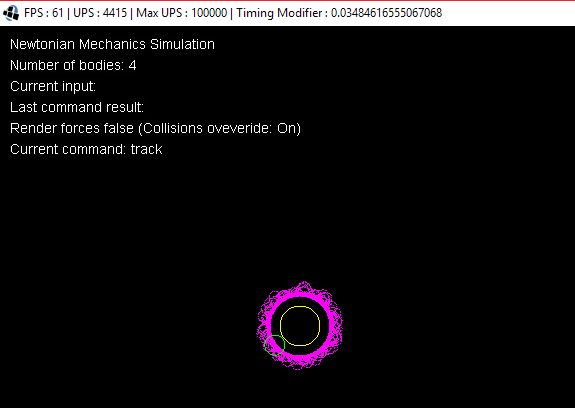 FPS : 61 | UPS : 4415 | Max UPS : 100000 | Timing Modifier : 0.03484616555067068
Newtonian Mechanics Simulation
Number of bodies: 4
Current input:
Last command result:
Render forces false (Collisions oveveride: On)
Current command: track